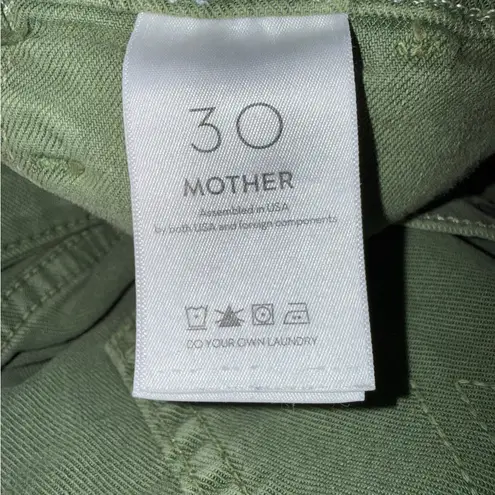 30
MOTHER
Assembled in USA
by both USA and foreign components
DO YOUR OWN LAUNDRY